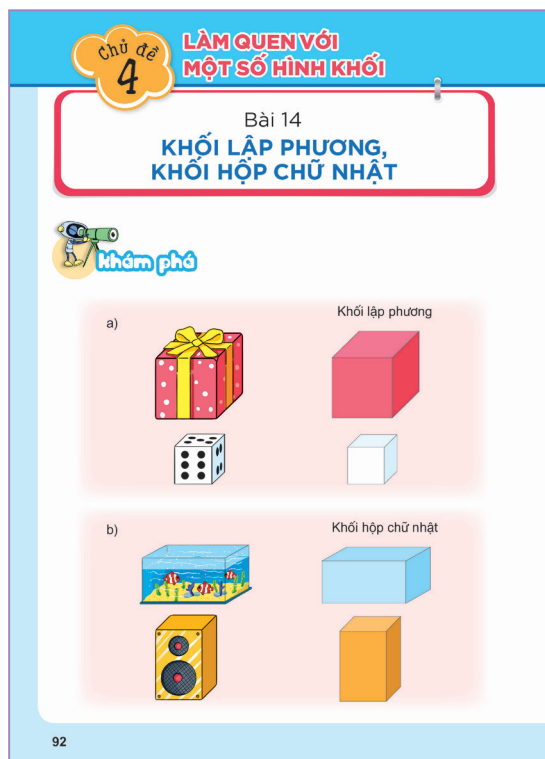 Chủ đề
4
LÀM QUEN VỚI
MỘT SỐ HÌNH KHỐI
Bài 14
KHỐI LẬP PHƯƠNG,
KHỐI HỘP CHỮ NHẬT
Khám phá
a)
Khối lập phương
b)
Khối hộp chữ nhật
92